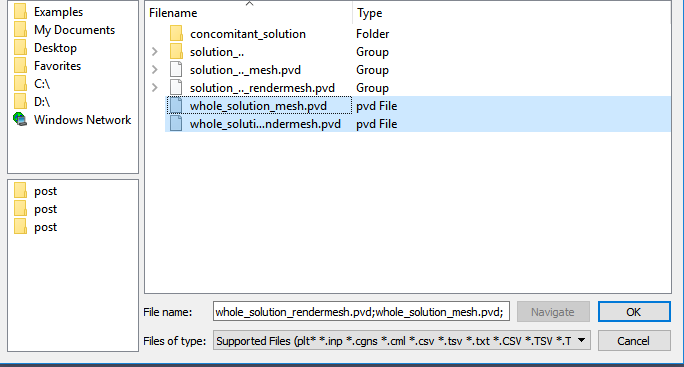 Examples
My Documents
Desktop
Favorites
C:\
D:\
Windows Network
post
post
post
Filename Type
concomitant_solution Folder
solution_.. Group
solution_.._mesh.pvd Group
solution_.._rendermesh.pvd Group
whole_solution_mesh.pvd pvd File
whole_soluti...ndermesh.pvd pvd File
File name: whole_solution_rendermesh.pvd;whole_solution_mesh.pvd; Navigate OK
Files of type: Supported Files (plt* *.inp *.cgns *.cml *.csv *.tsv *.txt *.CSV *.TSV *.T Cancel